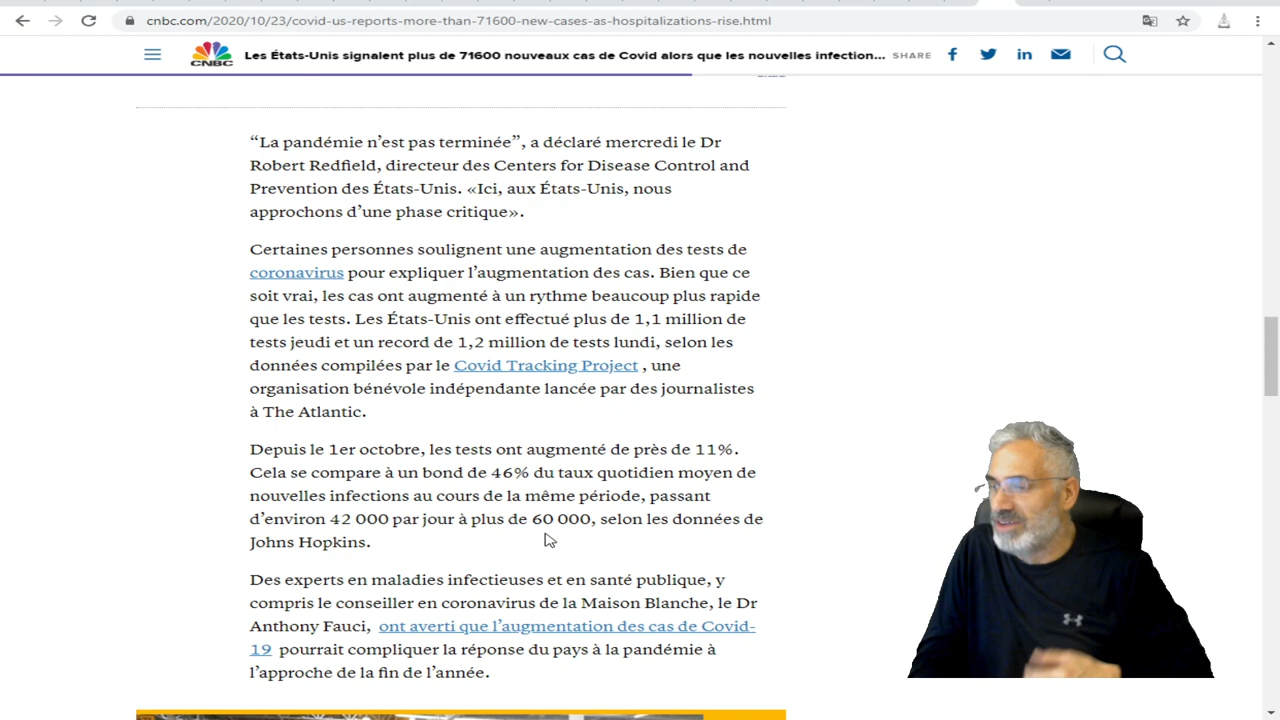 cnbc.com/2020/10/23/covid-us-reports-more-than-71600-new-cases-as-hospitalizations-rise.html
CNBC
Les États-Unis signalent plus de 71600 nouveaux cas de Covid alors que les nouvelles infection... SHARE
“La pandémie n’est pas terminée”, a déclaré mercredi le Dr
Robert Redfield, directeur des Centers for Disease Control and
Prevention des États-Unis. «Ici, aux États-Unis, nous
approchons d’une phase critique».
Certaines personnes soulignent une augmentation des tests de
coronavirus pour expliquer l’augmentation des cas. Bien que ce
soit vrai, les cas ont augmenté à un rythme beaucoup plus rapide
que les tests. Les États-Unis ont effectué plus de 1,1 million de
tests jeudi et un record de 1,2 million de tests lundi, selon les
données compilées par le Covid Tracking Project , une
organisation bénévole indépendante lancée par des journalistes
à The Atlantic.
Depuis le 1er octobre, les tests ont augmenté de près de 11%.
Cela se compare à un bond de 46% du taux quotidien moyen de
nouvelles infections au cours de la même période, passant
d’environ 42 000 par jour à plus de 60 000, selon les données de
Johns Hopkins.
Des experts en maladies infectieuses et en santé publique, y
compris le conseiller en coronavirus de la Maison Blanche, le Dr
Anthony Fauci, ont averti que l’augmentation des cas de Covid-
19 pourrait compliquer la réponse du pays à la pandémie à
l’approche de la fin de l’année.